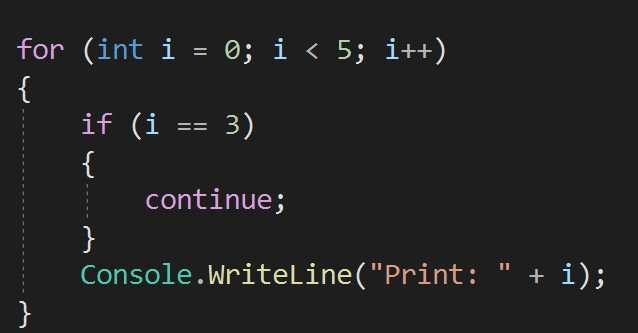 for (int i = 0; i < 5; i++)
{
    if (i == 3)
    {
        continue;
    }
    Console.WriteLine("Print: " + i);
}